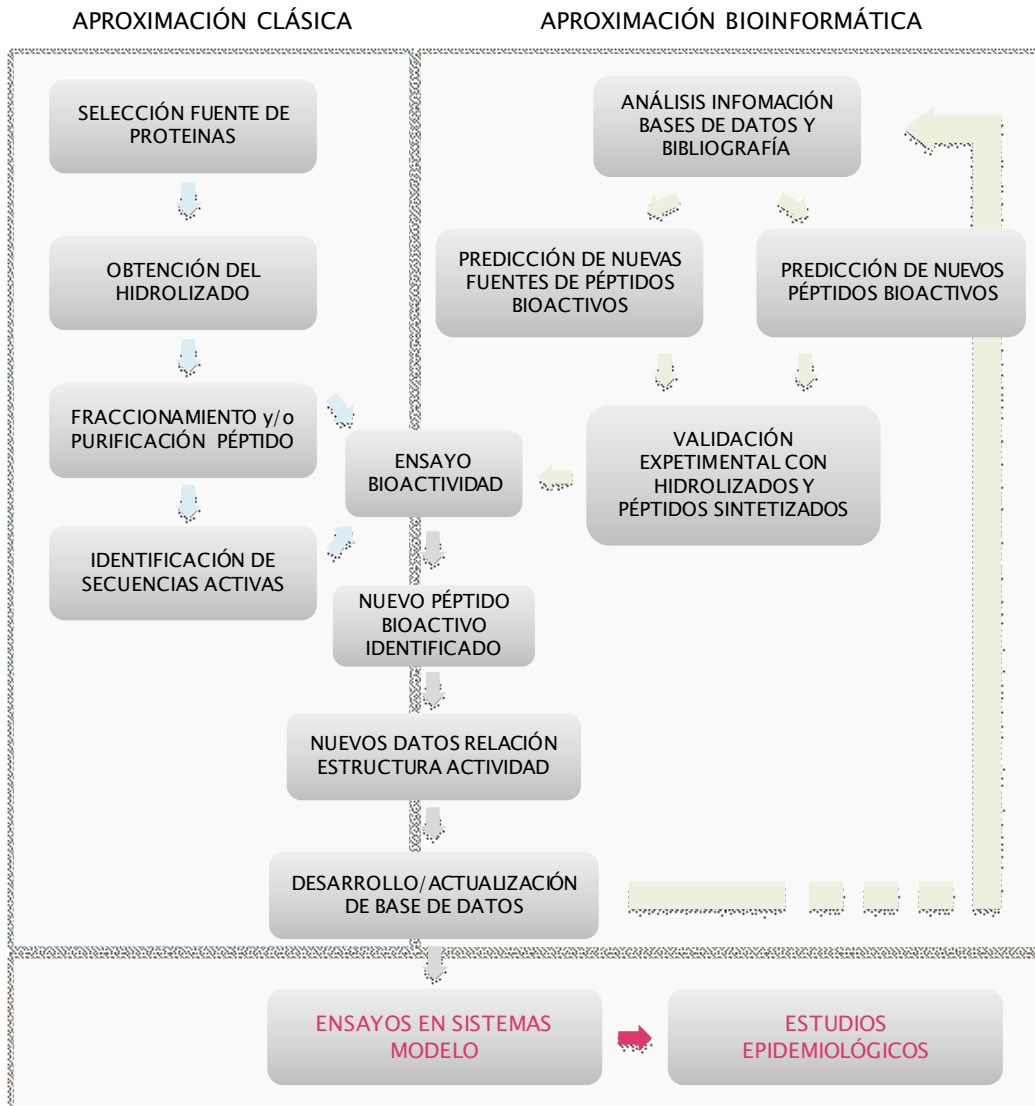 APROXIMACIÓN CLÁSICA
APROXIMACIÓN BIOINFORMÁTICA
SELECCIÓN FUENTE DE
PROTEINAS
OBTENCIÓN DEL
HIDROLIZADO
FRACCIONAMIENTO y/o
PURIFICACIÓN PÉPTIDO
IDENTIFICACIÓN DE
SECUENCIAS ACTIVAS
ANÁLISIS INFOMACIÓN
BASES DE DATOS Y
BIBLIOGRAFÍA
PREDICCIÓN DE NUEVAS
FUENTES DE PÉPTIDOS
BIOACTIVOS
PREDICCIÓN DE NUEVOS
PÉPTIDOS BIOACTIVOS
VALIDACIÓN
EXPETIMENTAL CON
HIDROLIZADOS Y
PÉPTIDOS SINTETIZADOS
ENSAYO
BIOACTIVIDAD
NUEVO PÉPTIDO
BIOACTIVO
IDENTIFICADO
NUEVOS DATOS RELACIÓN
ESTRUCTURA ACTIVIDAD
DESARROLLO/ACTUALIZACIÓN
DE BASE DE DATOS
ENSAYOS EN SISTEMAS
MODELO
ESTUDIOS
EPIDEMIOLÓGICOS